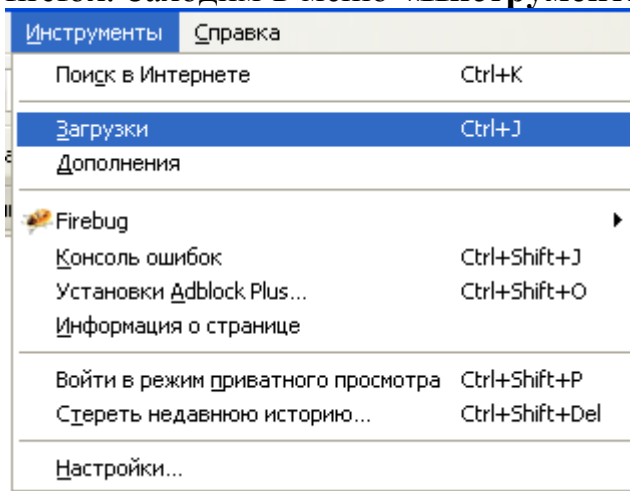 Инструменты Справка
Поиск в Интернете Ctrl+K
Загрузки Ctrl+J
Дополнения
Firebug
Консоль ошибок Ctrl+Shift+J
Установки Adblock Plus... Ctrl+Shift+O
Информация о странице
Войти в режим приватного просмотра Ctrl+Shift+P
Стереть недавнюю историю... Ctrl+Shift+Del
Настройки...